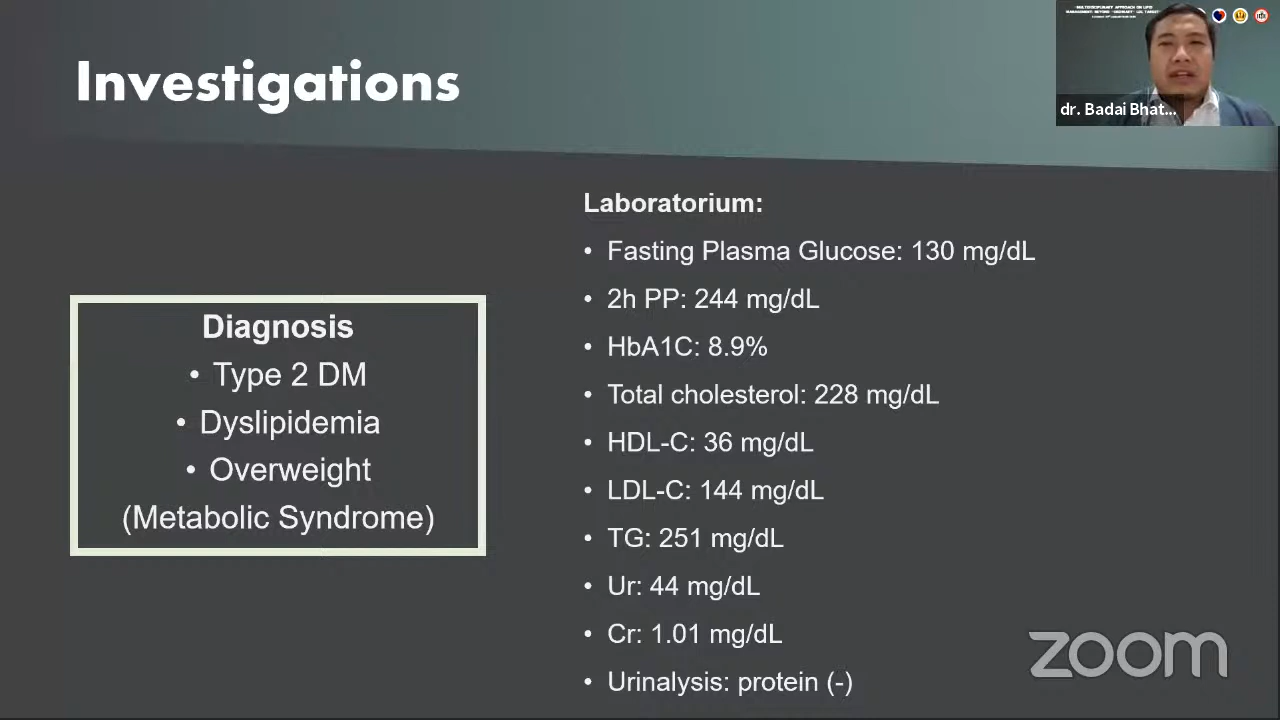 Investigations
dr. Badai Bhat...
Laboratorium:
• Fasting Plasma Glucose: 130 mg/dL
• 2h PP: 244 mg/dL
• HbA1C: 8.9%
• Total cholesterol: 228 mg/dL
• HDL-C: 36 mg/dL
• LDL-C: 144 mg/dL
• TG: 251 mg/dL
• Ur: 44 mg/dL
• Cr: 1.01 mg/dL
• Urinalysis: protein (-)
Diagnosis
• Type 2 DM
• Dyslipidemia
• Overweight
(Metabolic Syndrome)
zoom